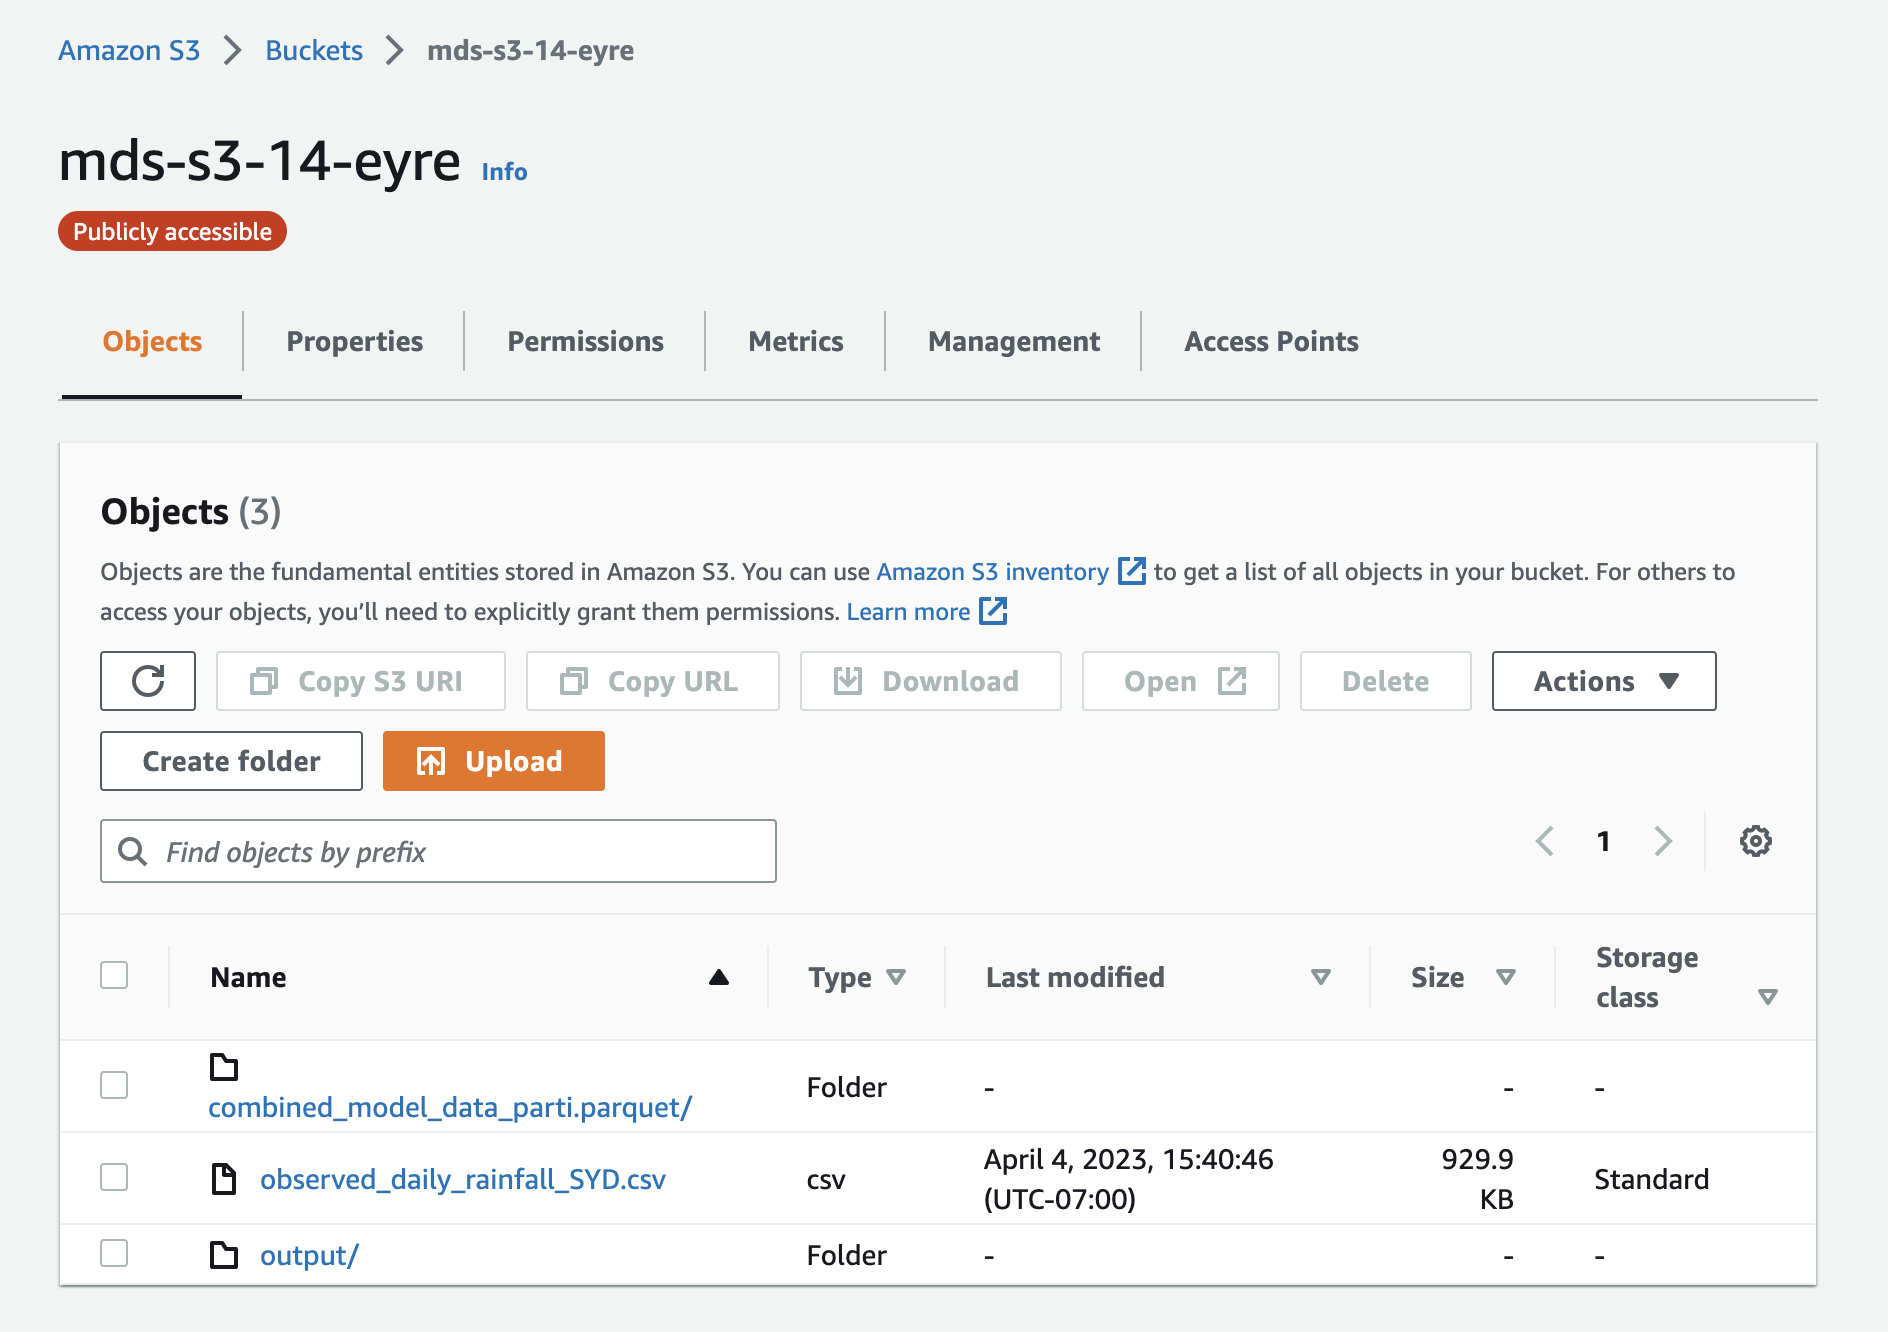 Amazon S3 > Buckets > mds-s3-14-eyre
mds-s3-14-eyre Info
Publicly accessible
Objects Properties Permissions Metrics Management Access Points
Objects (3)
Objects are the fundamental entities stored in Amazon S3. You can use Amazon S3 inventory to get a list of all objects in your bucket. For others to
access your objects, you’ll need to explicitly grant them permissions. Learn more
Copy S3 URI Copy URL Download Open Delete Actions
Create folder Upload
Find objects by prefix 1
Name Type Last modified Size Storage
class
combined_model_data_parti.parquet/ Folder - - -
observed_daily_rainfall_SYD.csv csv April 4, 2023, 15:40:46 929.9 Standard
(UTC-07:00) KB
output/ Folder - - -